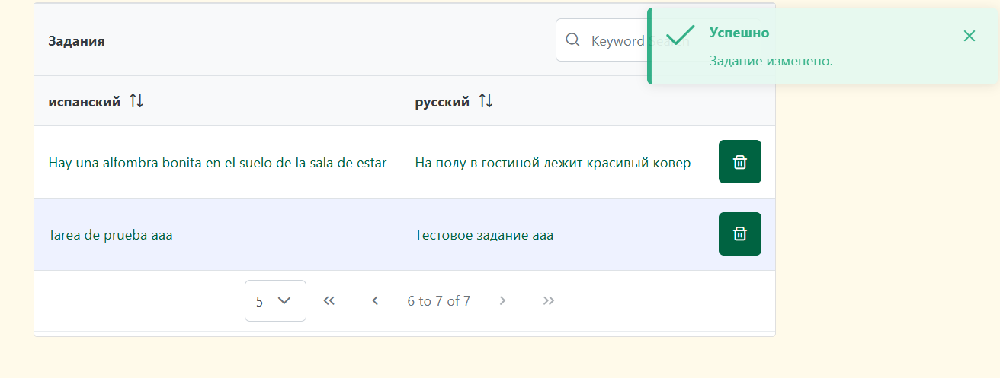 Задания
Keyword Search
Успешно
Задание изменено.
испанский
русский
Hay una alfombra bonita en el suelo de la sala de estar
На полу в гостиной лежит красивый ковер
Tarea de prueba aaa
Тестовое задание ааа
5
6 to 7 of 7